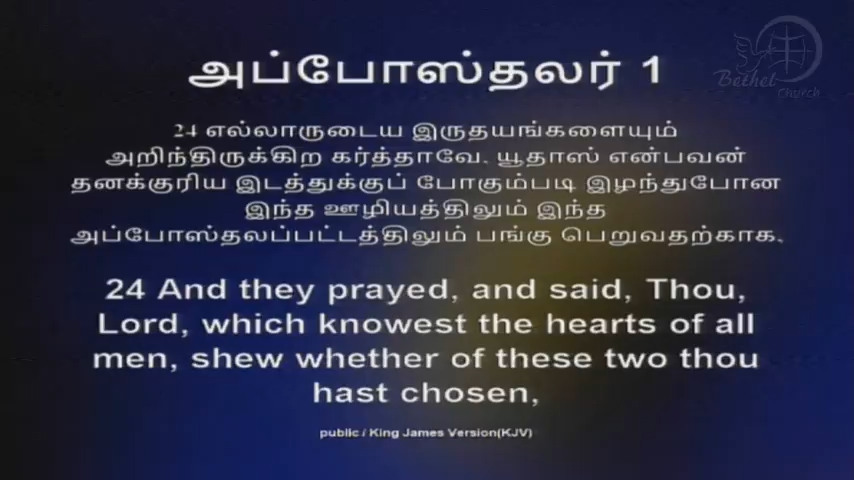 Bethel
Church
அப்போஸ்தலர் 1
24 எல்லாருடைய இருதயங்களையும்
அறிந்திருக்கிற கர்த்தாவே, யூதாஸ் என்பவன்
தனக்குரிய இடத்துக்குப் போகும்படி இழந்துபோன
இந்த ஊழியத்திலும் இந்த
அப்போஸ்தலப்பட்டத்திலும் பங்கு பெறுவதற்காக,
24 And they prayed, and said, Thou,
Lord, which knowest the hearts of all
men, shew whether of these two thou
hast chosen,
public / King James Version(KJV)